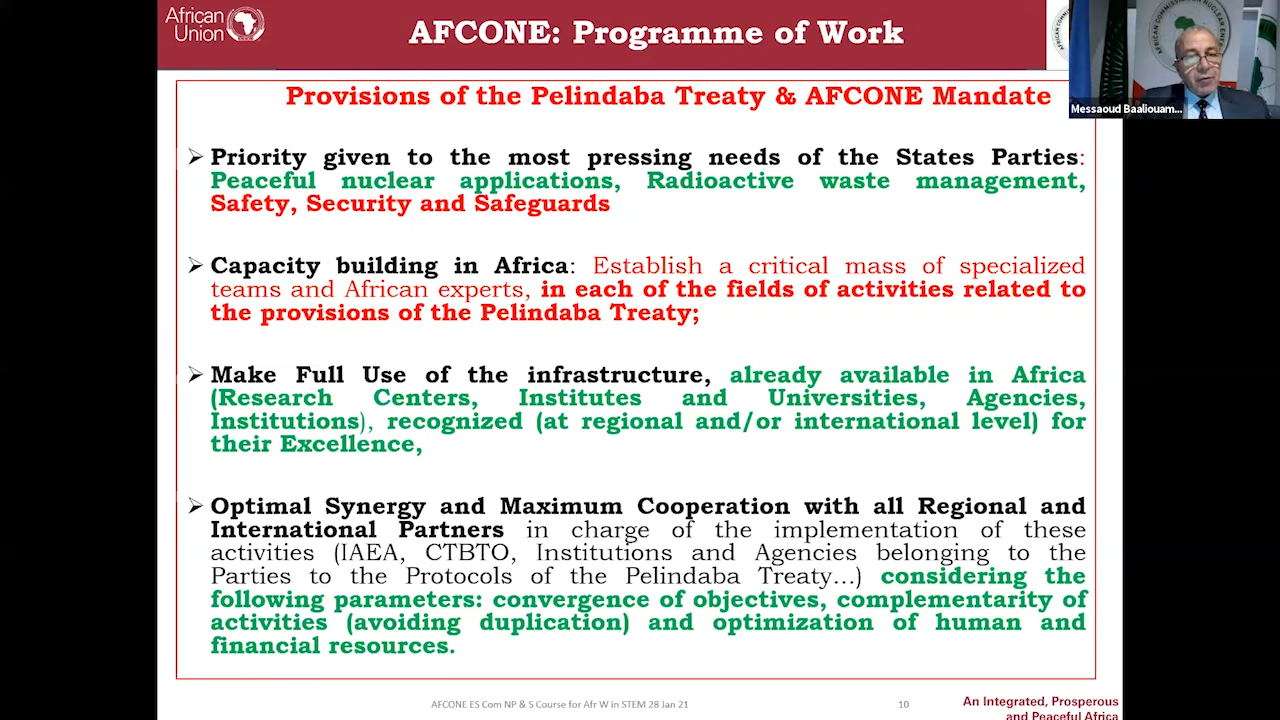 African
Union
AFCONE: Programme of Work
Messaoud Baaliouam...
Provisions of the Pelindaba Treaty & AFCONE Mandate
➢ Priority given to the most pressing needs of the States Parties:
Peaceful nuclear applications, Radioactive waste management,
Safety, Security and Safeguards
➢ Capacity building in Africa: Establish a critical mass of specialized
teams and African experts, in each of the fields of activities related to
the provisions of the Pelindaba Treaty;
➢ Make Full Use of the infrastructure, already available in Africa
(Research Centers, Institutes and Universities, Agencies,
Institutions), recognized (at regional and/or international level) for
their Excellence,
➢ Optimal Synergy and Maximum Cooperation with all Regional and
International Partners in charge of the implementation of these
activities (IAEA, CTBTO, Institutions and Agencies belonging to the
Parties to the Protocols of the Pelindaba Treaty...) considering the
following parameters: convergence of objectives, complementarity of
activities (avoiding duplication) and optimization of human and
financial resources.
AFCONE ES Com NP & S Course for Afr W in STEM 28 Jan 21
10
An Integrated, Prosperous
and Peaceful Africa